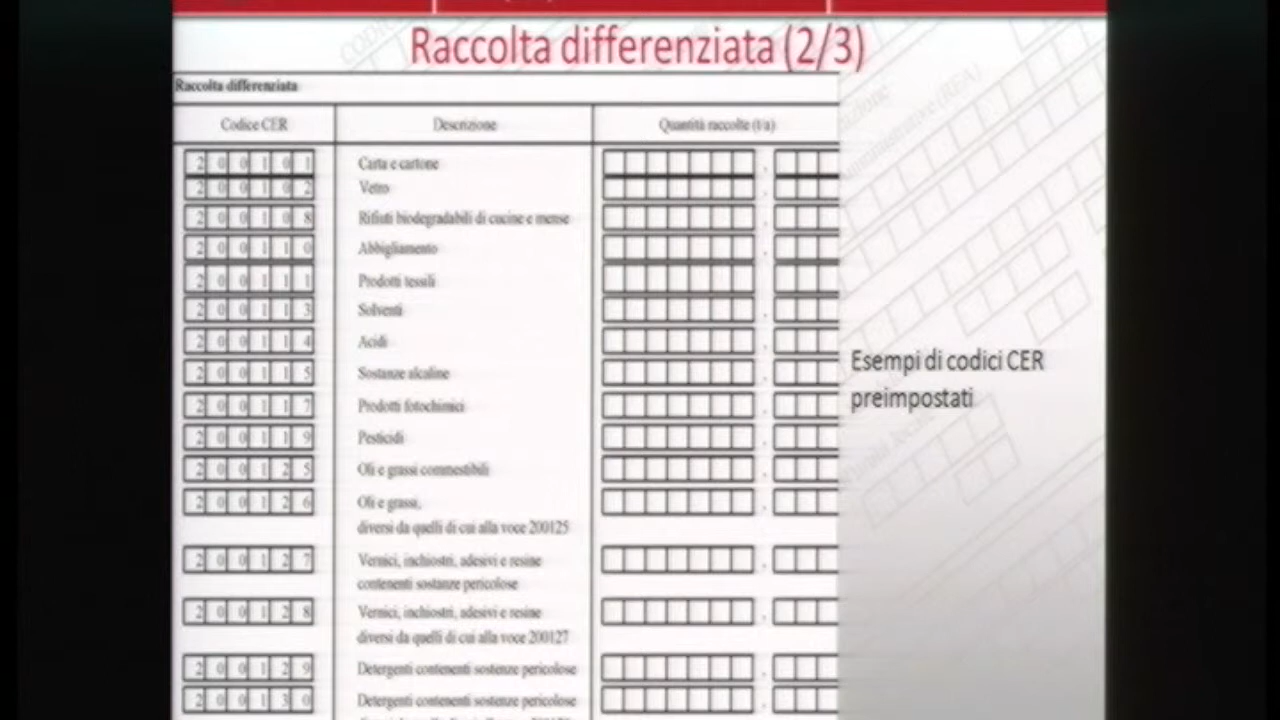 Raccolta differenziata (2/3)
Raccolta differenziata
Codice CER Descrizione Quantità raccolte (t/a)
200101 Carta e cartone
200102 Vetro
200108 Rifiuti biodegradabili di cucine e mense
200110 Abbigliamento
200111 Prodotti tessili
200113 Solventi
200114 Acidi
200115 Sostanze alcaline
200117 Prodotti fotochimici
200119 Pesticidi
200125 Oli e grassi commestibili
200126 Oli e grassi,
diversi da quelli di cui alla voce 200125
200127 Vernici, inchiostri, adesivi e resine
contenenti sostanze pericolose
200128 Vernici, inchiostri, adesivi e resine
diversi da quelli di cui alla voce 200127
200129 Detergenti contenenti sostenze pericolose
200130 Detergenti contenenti sostenze pericolose
Esempi di codici CER
preimpostati